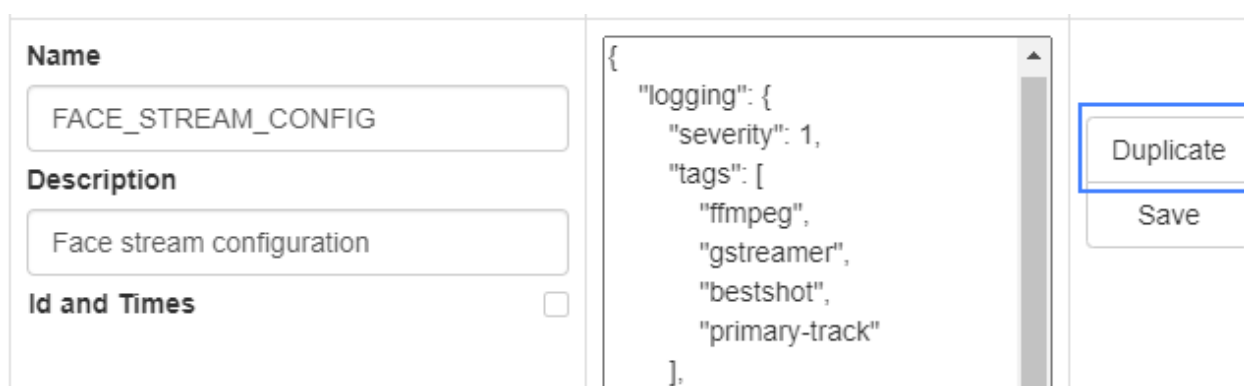 Name
FACE_STREAM_CONFIG
Description
Face stream configuration
Id and Times
{
"logging": {
"severity": 1,
"tags": [
"ffmpeg",
"gstreamer",
"bestshot",
"primary-track"
],
Duplicate
Save